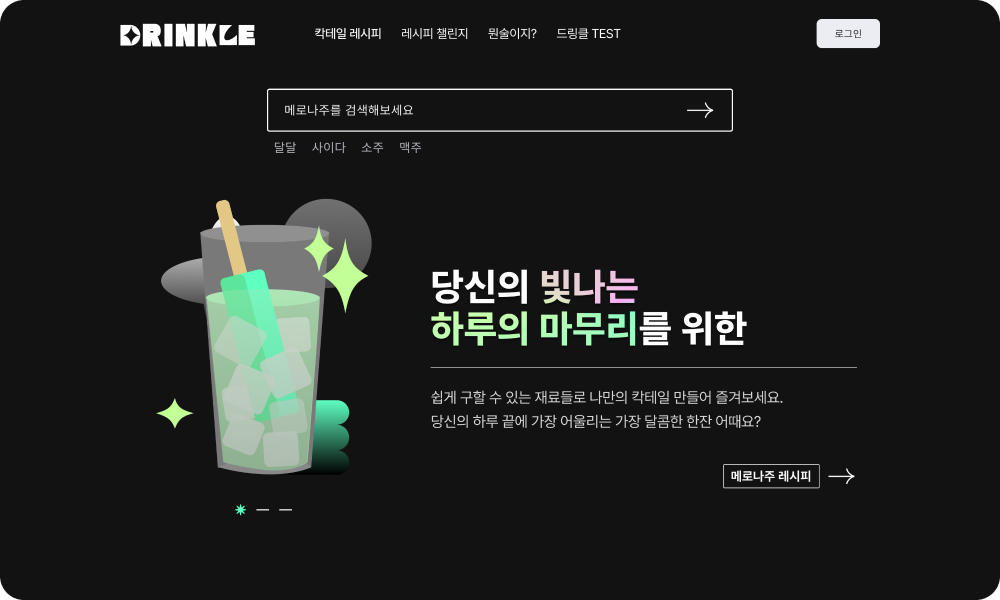 DRINKLE
칵테일 레시피 레시피 챌린지 뭔술이지? 드링클 TEST
로그인
메로나주를 검색해보세요
달달 사이다 소주 맥주
당신의 빛나는
하루의 마무리를 위한
쉽게 구할 수 있는 재료들로 나만의 칵테일 만들어 즐겨보세요.
당신의 하루 끝에 가장 어울리는 가장 달콤한 한잔 어때요?
메로나주 레시피